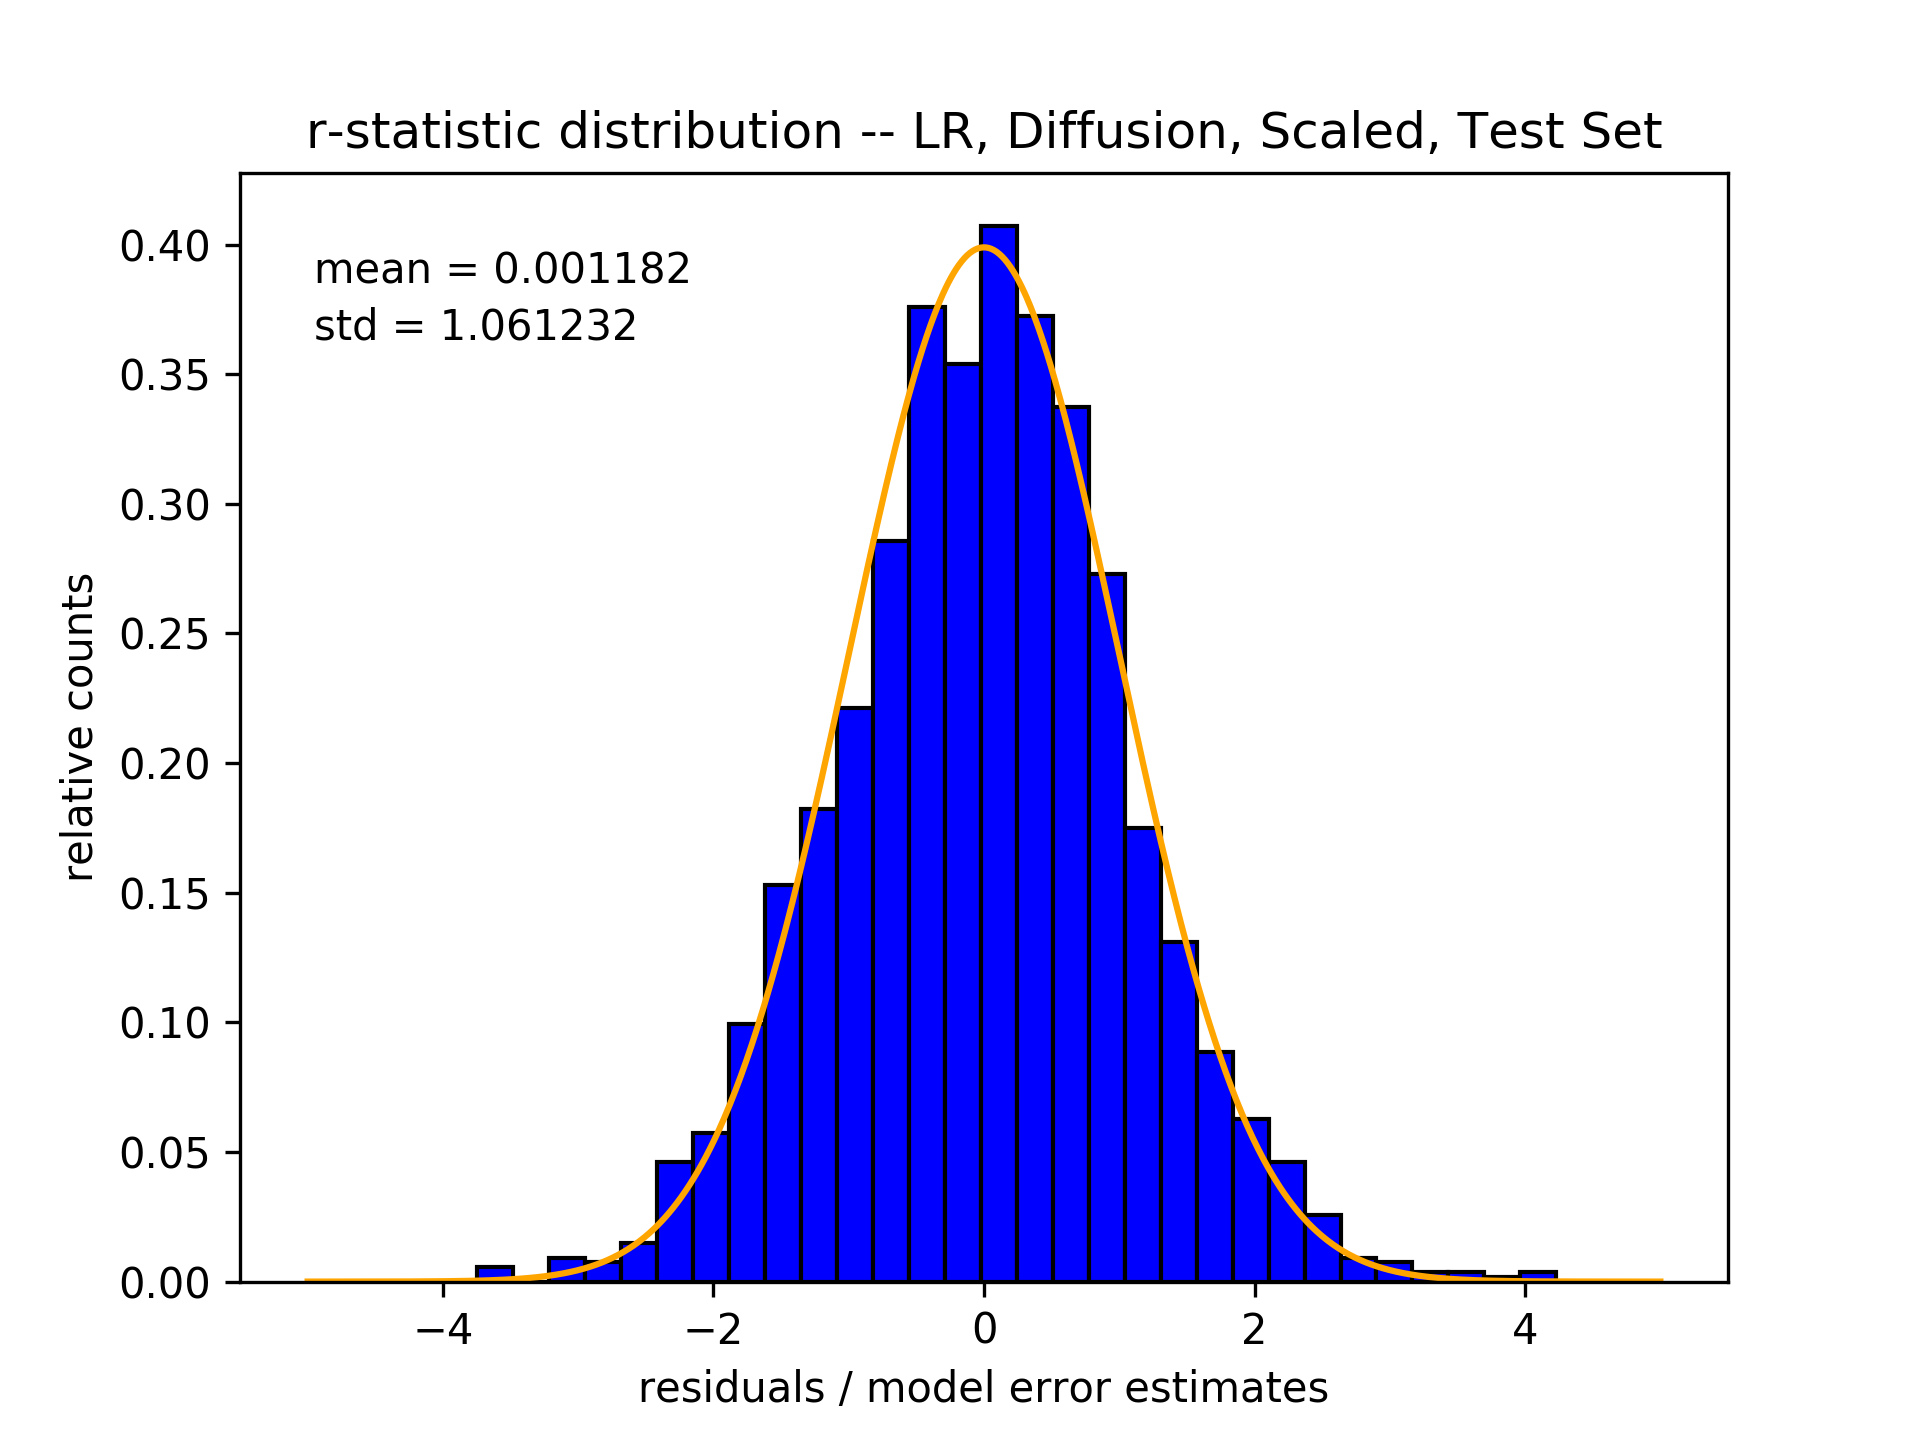 r-statistic distribution -- LR, Diffusion, Scaled, Test Set
mean = 0.001182
std = 1.061232
0.40
0.35
0.30
0.25
0.20
0.15
0.10
0.05
0.00
relative counts
−4
−2
0
2
4
residuals / model error estimates